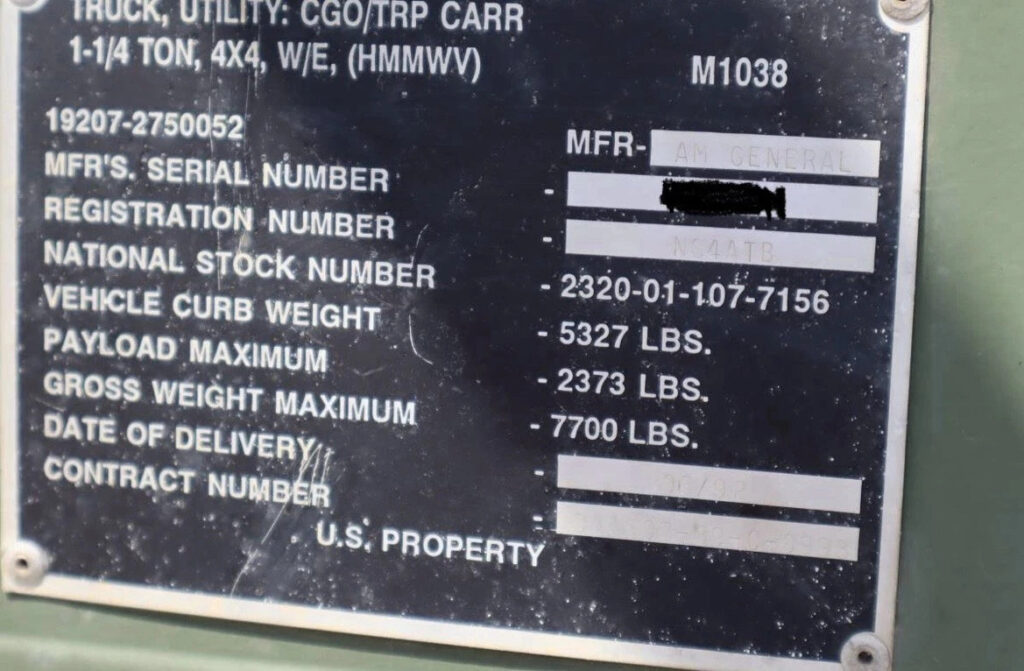 TRUCK, UTILITY: CGO/TRP CARR
1-1/4 TON, 4X4, W/E, (HMMWV) M1038
19207-2750052 MFR- AM GENERAL
MFR'S. SERIAL NUMBER -
REGISTRATION NUMBER - NG4ATB
NATIONAL STOCK NUMBER - 2320-01-107-7156
VEHICLE CURB WEIGHT - 5327 LBS.
PAYLOAD MAXIMUM - 2373 LBS.
GROSS WEIGHT MAXIMUM - 7700 LBS.
DATE OF DELIVERY -
CONTRACT NUMBER -
U.S. PROPERTY